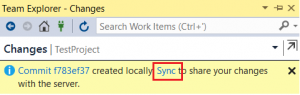 Team Explorer - Changes
Search Work Items (Ctrl+')
Changes | TestProject
Commit f783ef37 created locally. Sync to share your changes
with the server.